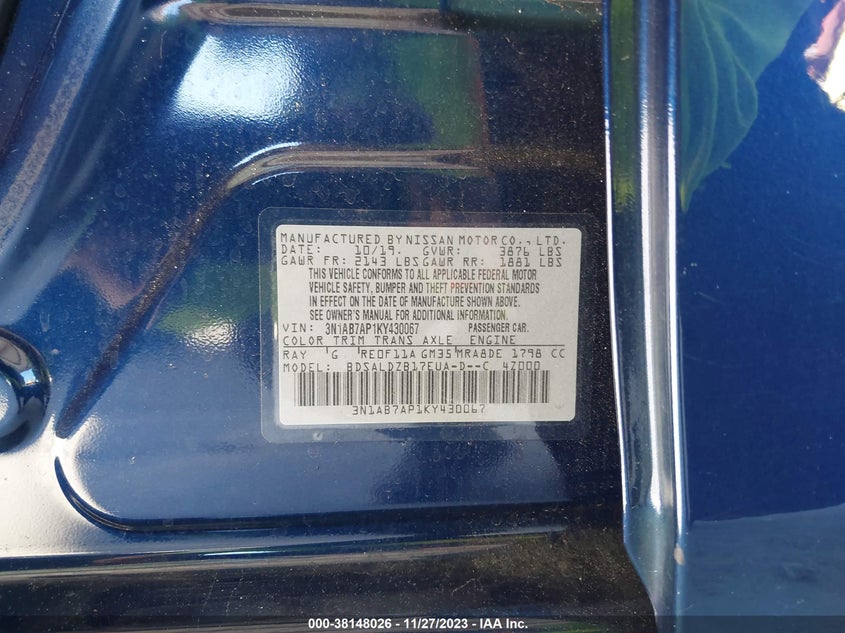 MANUFACTURED BY NISSAN MOTOR CO., LTD.
DATE: 10/19. GVWR: 3876 LBS
GAWR FR: 2143 LBS GAWR RR: 1881 LBS
THIS VEHICLE CONFORMS TO ALL APPLICABLE FEDERAL MOTOR
VEHICLE SAFETY, BUMPER AND THEFT PREVENTION STANDARDS
IN EFFECT ON THE DATE OF MANUFACTURE SHOWN ABOVE.
SEE OWNER'S MANUAL FOR ADDITIONAL INFORMATION.
VIN: 3N1AB7AP1KY430067 PASSENGER CAR.
COLOR TRIM TRANS AXLE ENGINE
RAY G RE0F11A GM35 MRA8DE 1798 CC
MODEL: BDSALDZB17EUA-D--C 4Z000
3N1AB7AP1KY430067
000-38148026 - 11/27/2023 - IAA Inc.